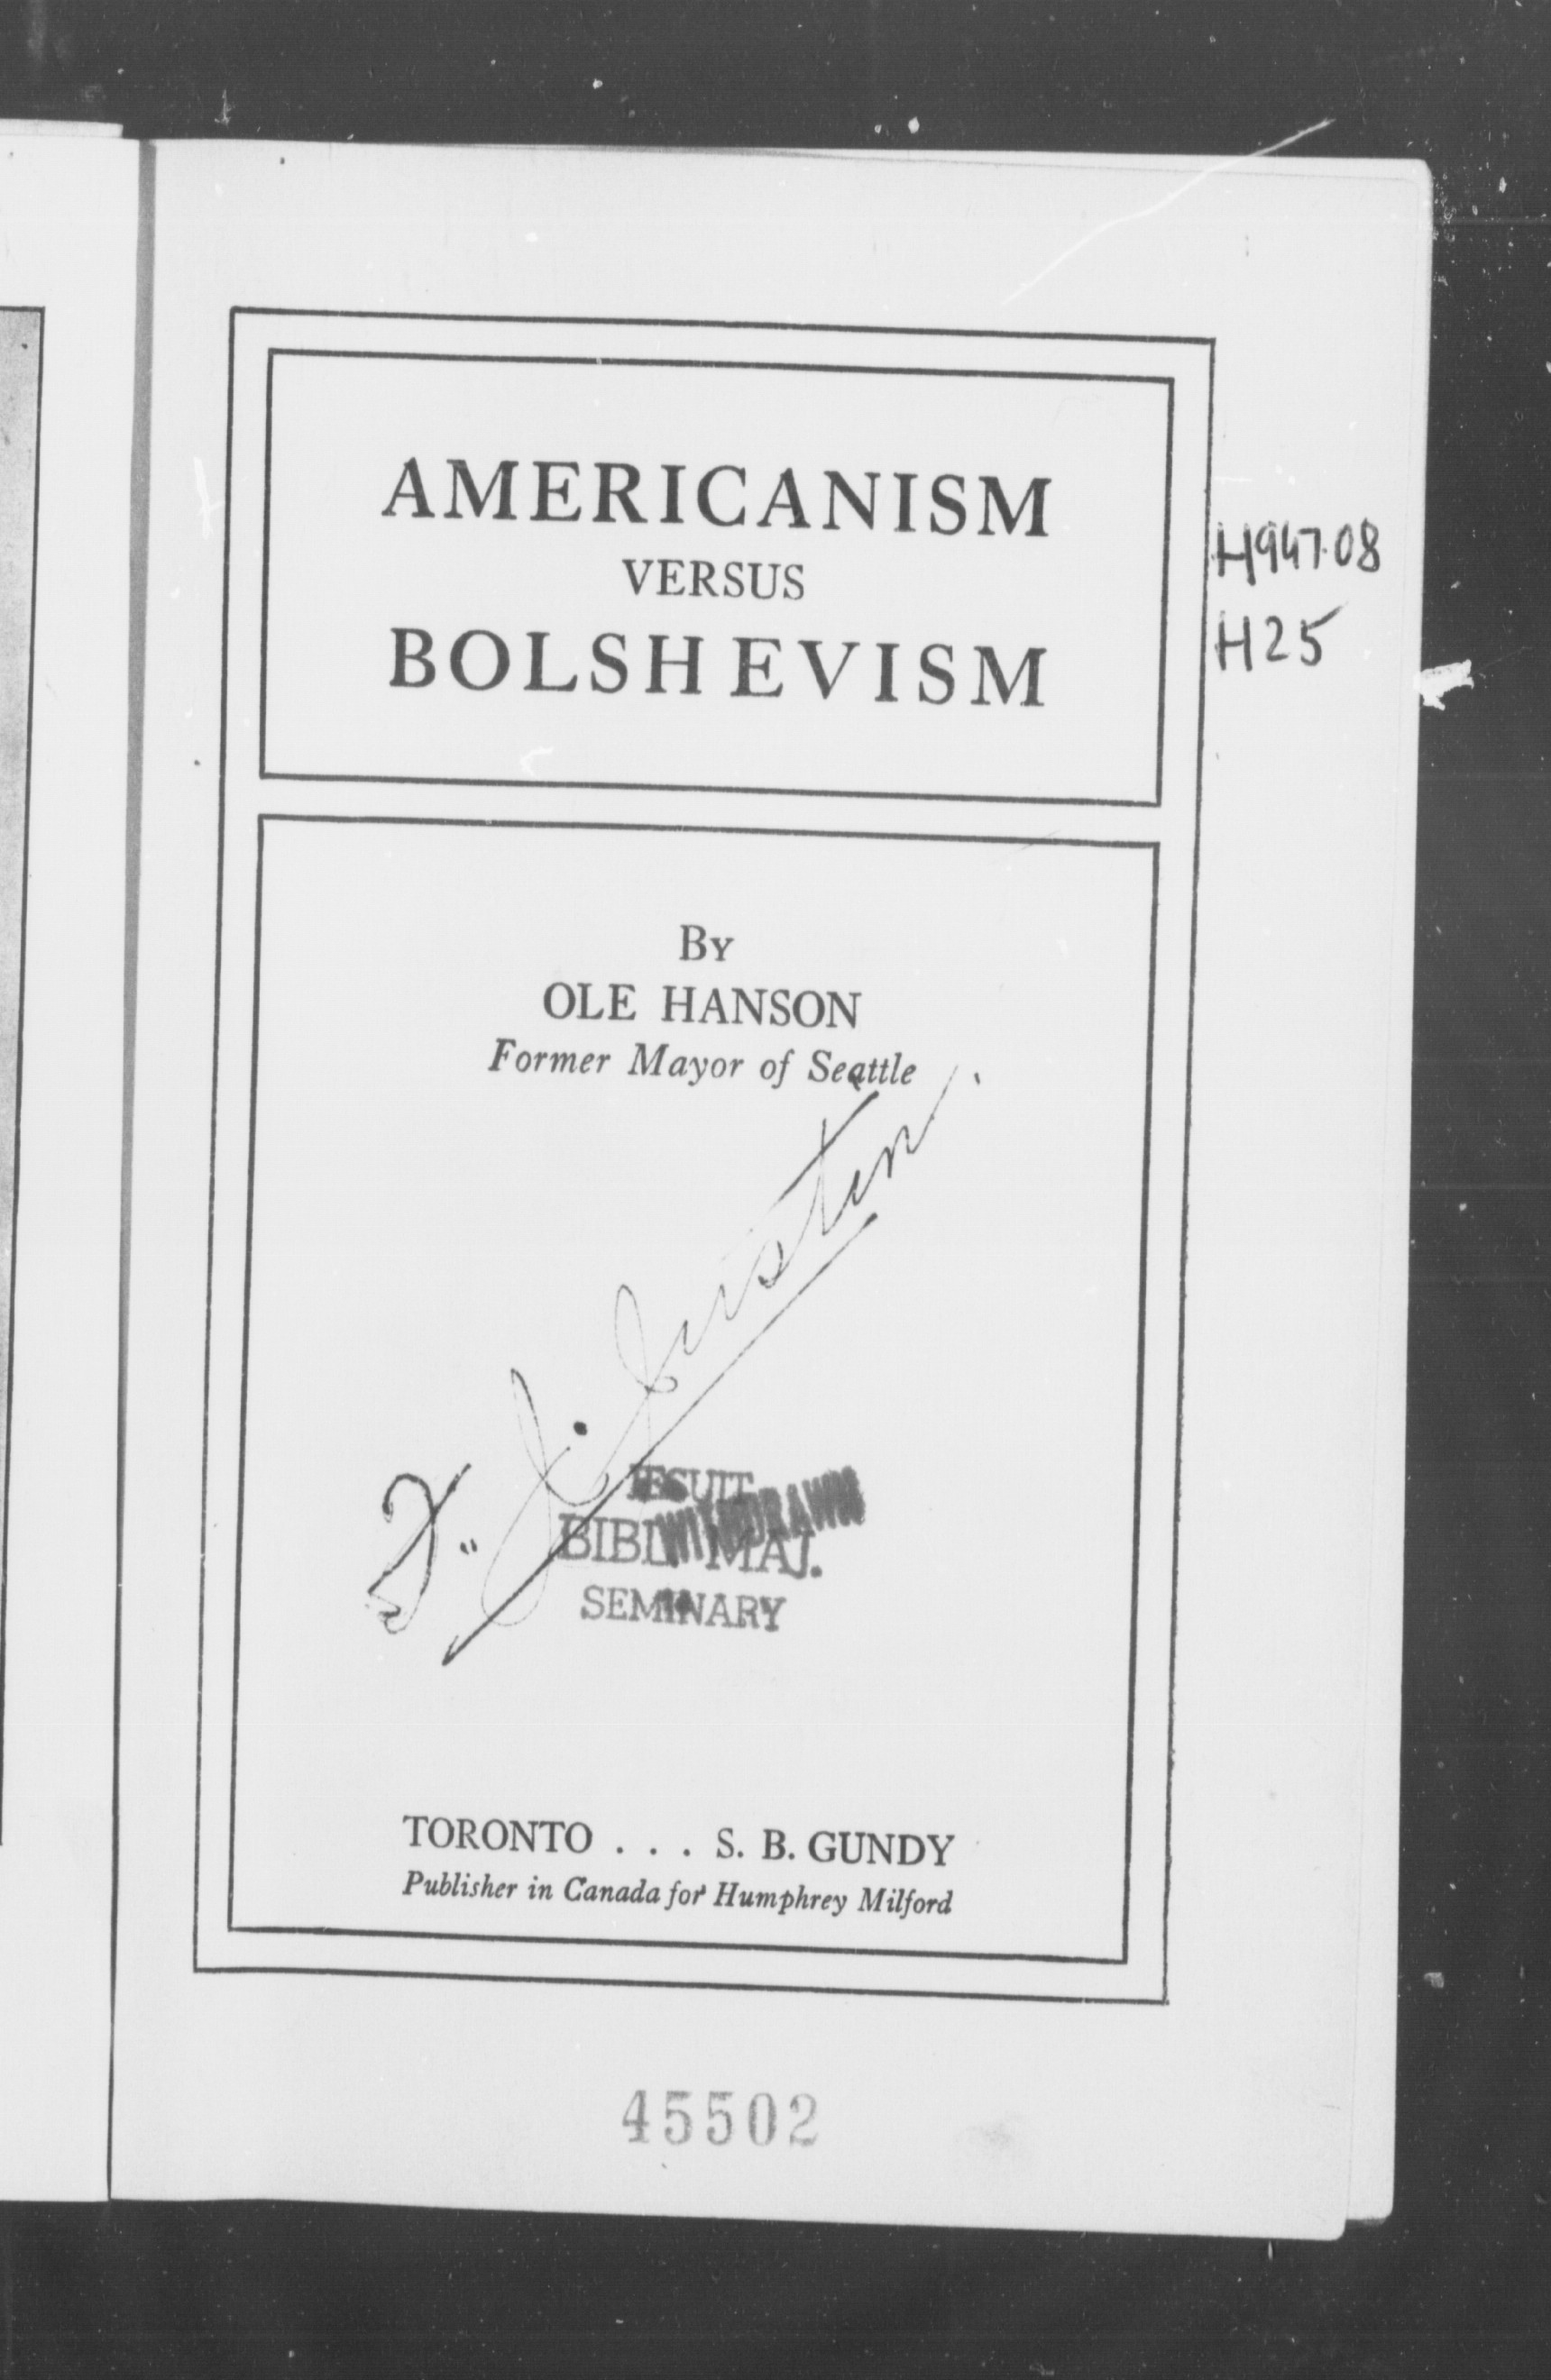 AMERICANISM
VERSUS
BOLSHEVISM
H947.08
H25
By
OLE HANSON
Former Mayor of Seattle
JESUIT
BIBL. MAJ.
WITHDRAWN
SEMINARY
TORONTO . . . S. B. GUNDY
Publisher in Canada for Humphrey Milford
45502